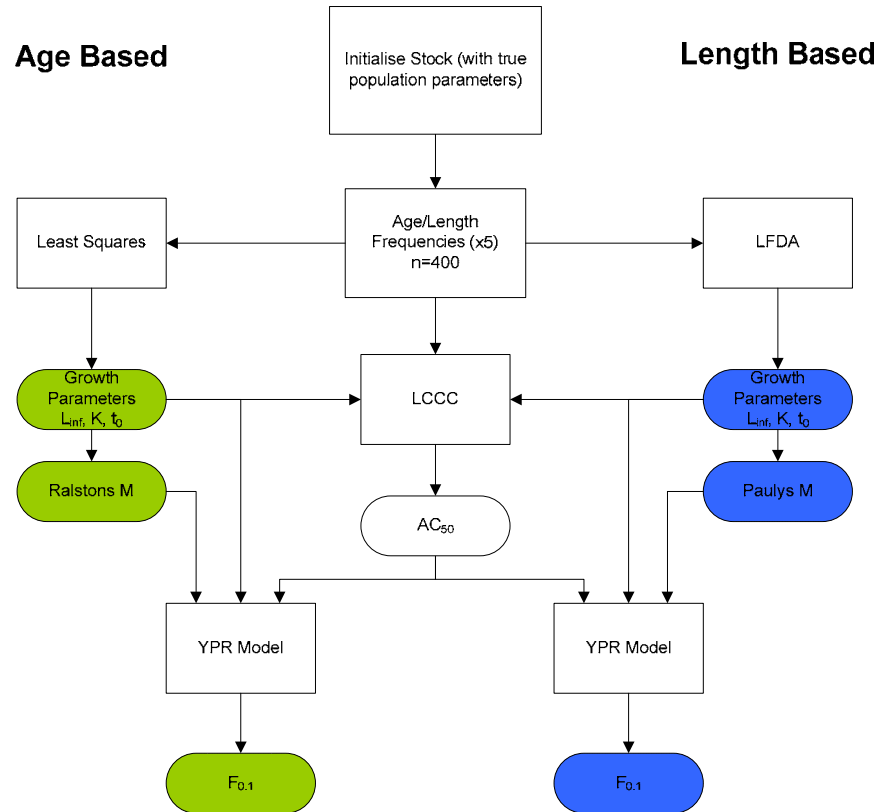 Age Based
Initialise Stock (with true
population parameters)
Length Based
Least Squares
Age/Length
Frequencies (x5)
n=400
LFDA
Growth
Parameters
Linf, K, t0
LCCC
Growth
Parameters
Linf, K, t0
Ralstons M
AC50
Paulys M
YPR Model
YPR Model
F0.1
F0.1